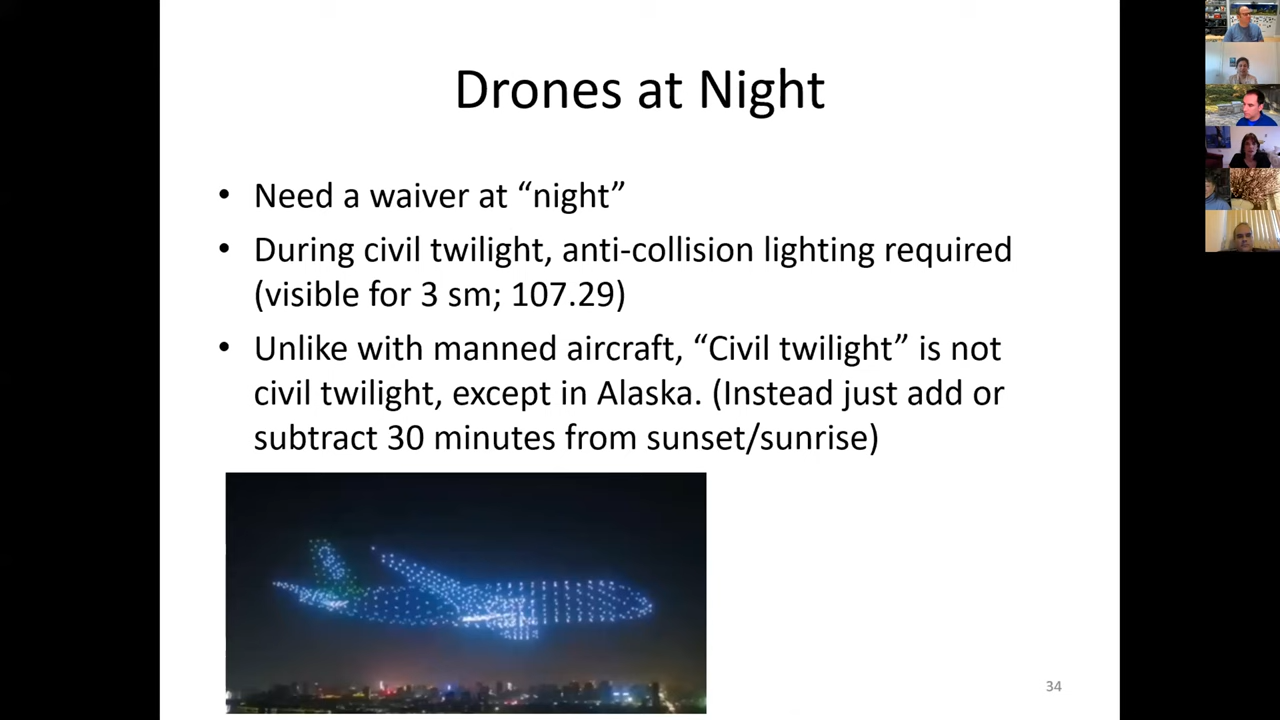 Drones at Night
• Need a waiver at “night”
• During civil twilight, anti-collision lighting required
(visible for 3 sm; 107.29)
• Unlike with manned aircraft, “Civil twilight” is not
civil twilight, except in Alaska. (Instead just add or
subtract 30 minutes from sunset/sunrise)
34